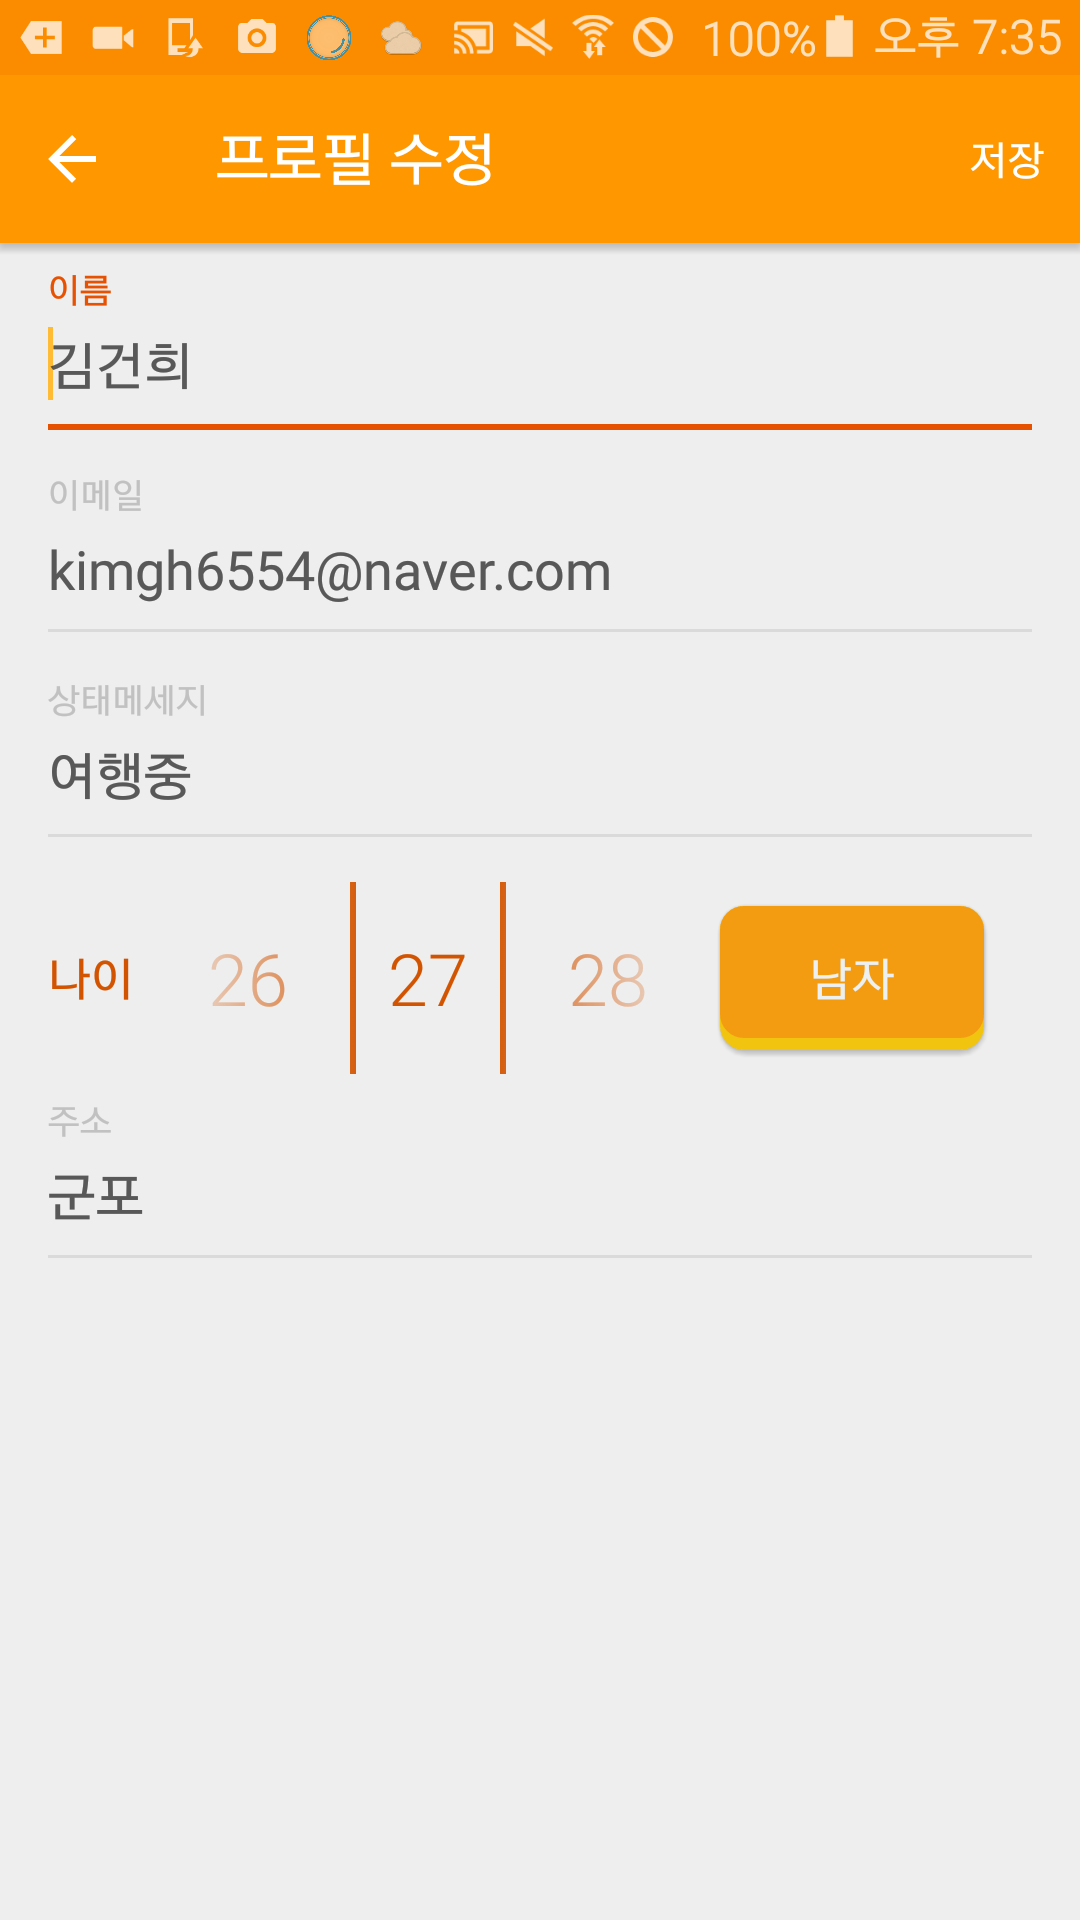 100% 오후 7:35
프로필 수정 저장
이름
김건희
이메일
kimgh6554@naver.com
상태메세지
여행중
나이 26 27 28 남자
주소
군포